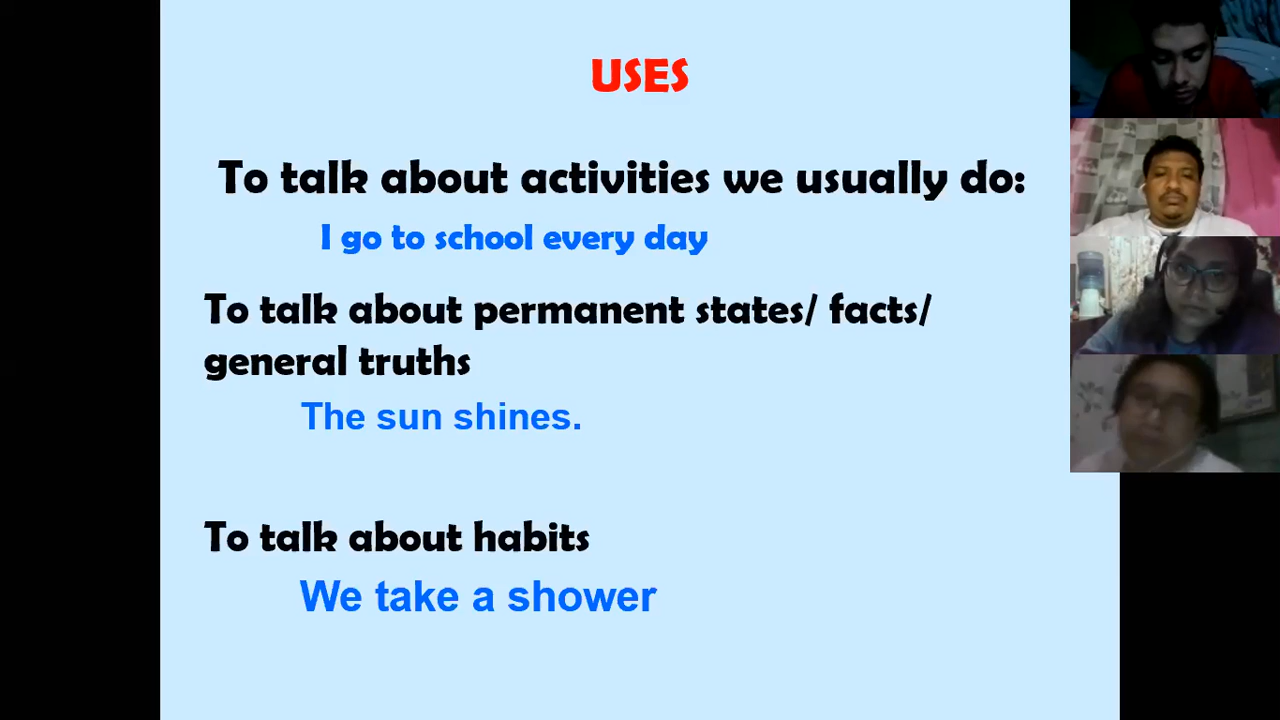 USES
To talk about activities we usually do:
I go to school every day
To talk about permanent states/ facts/
general truths
The sun shines.
To talk about habits
We take a shower